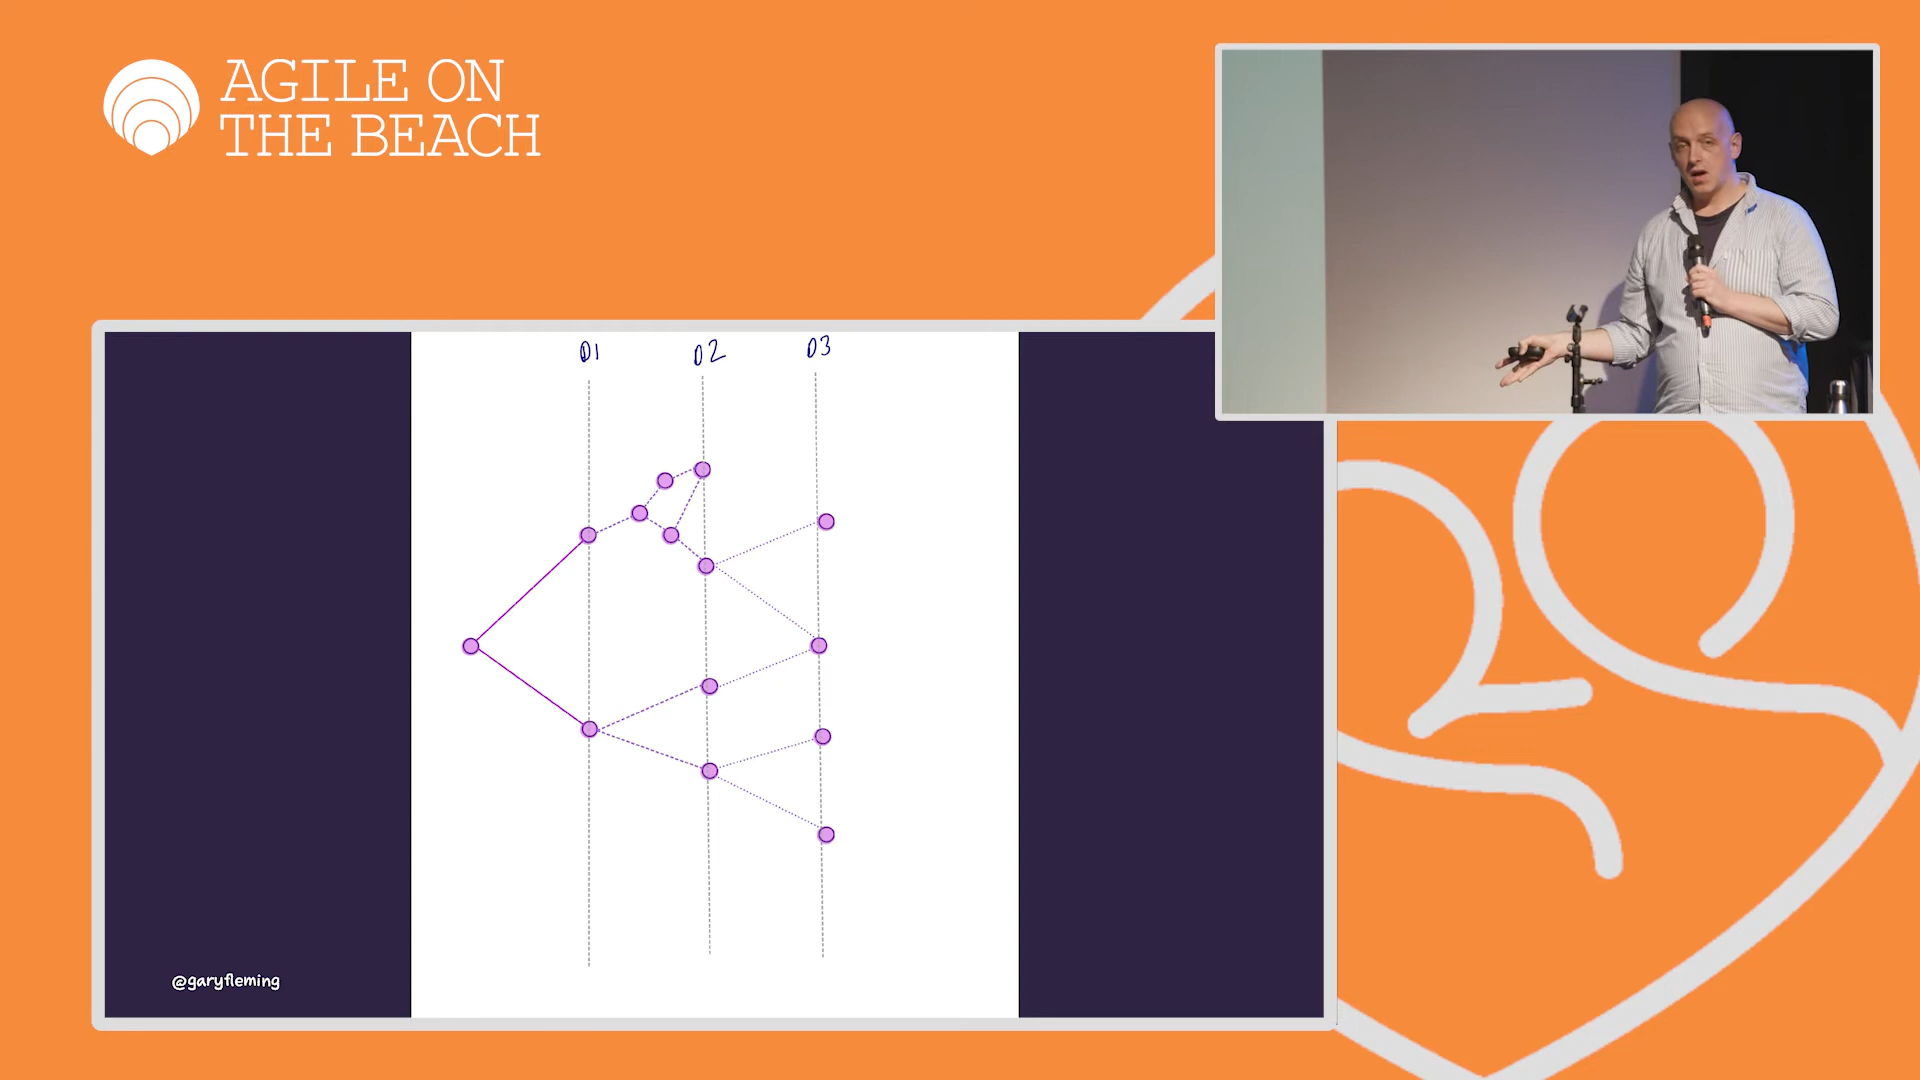 AGILE ON
THE BEACH
D1
D2
D3
@garyfleming